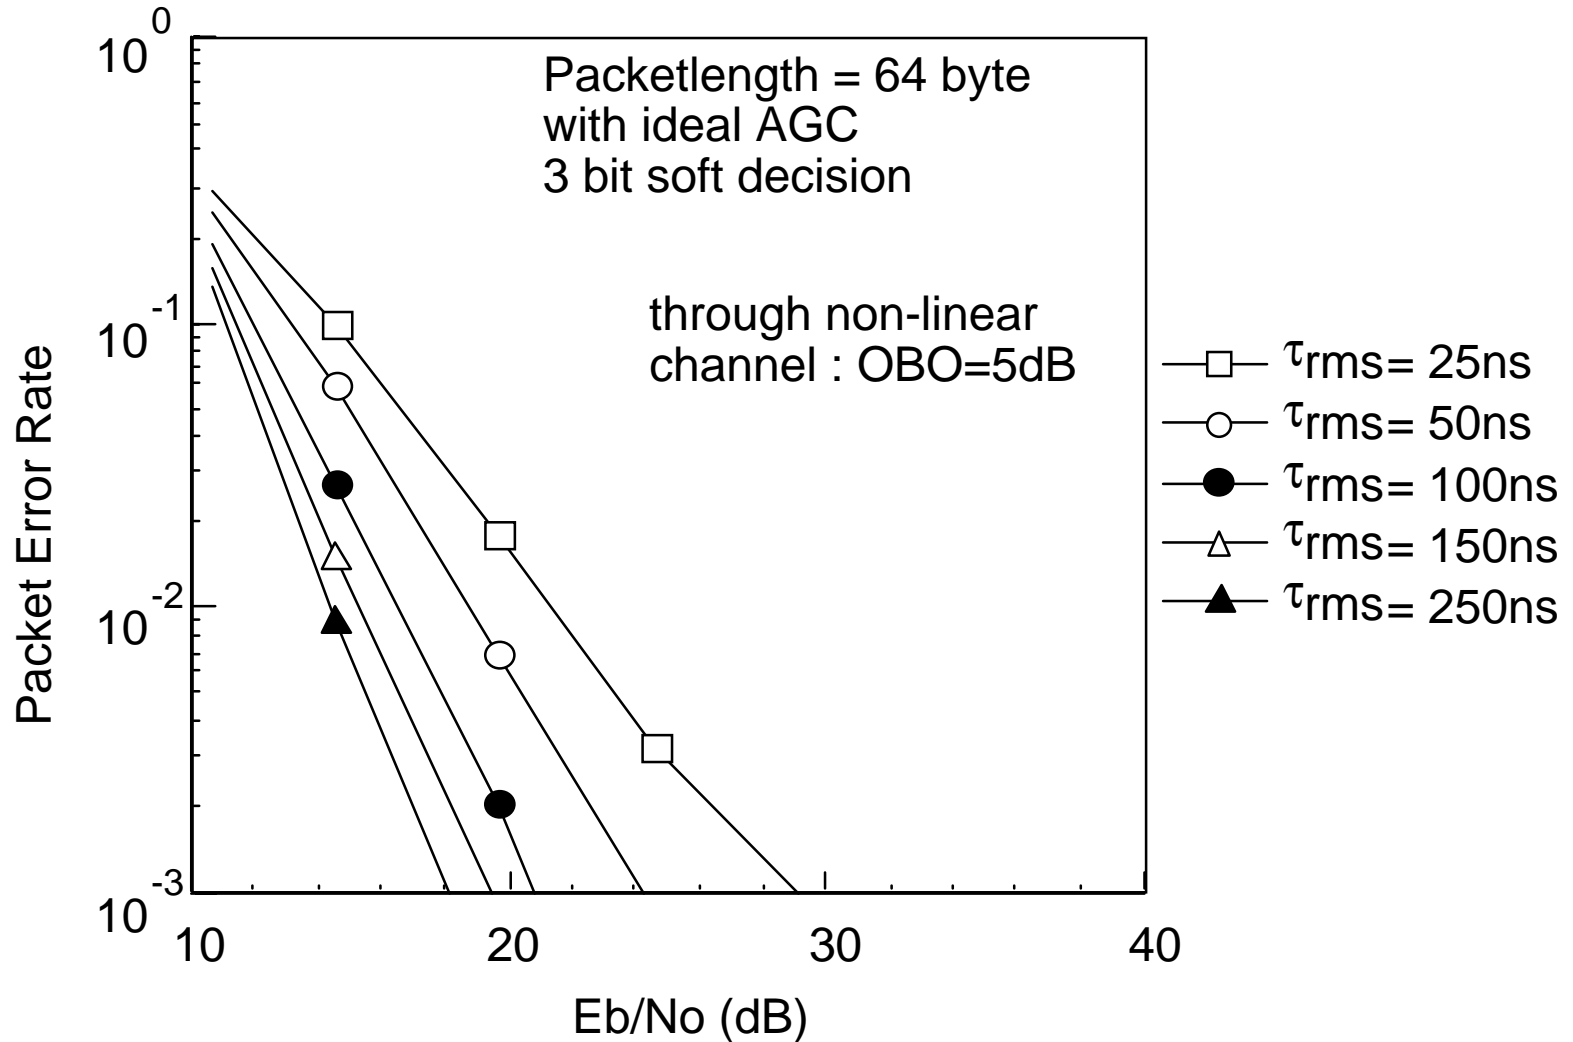 10^0
Packetlength = 64 byte
with ideal AGC
3 bit soft decision
through non-linear
channel : OBO=5dB
10^-1
10^-2
10^-3
Packet Error Rate
10 20 30 40
Eb/No (dB)
τrms= 25ns
τrms= 50ns
τrms= 100ns
τrms= 150ns
τrms= 250ns